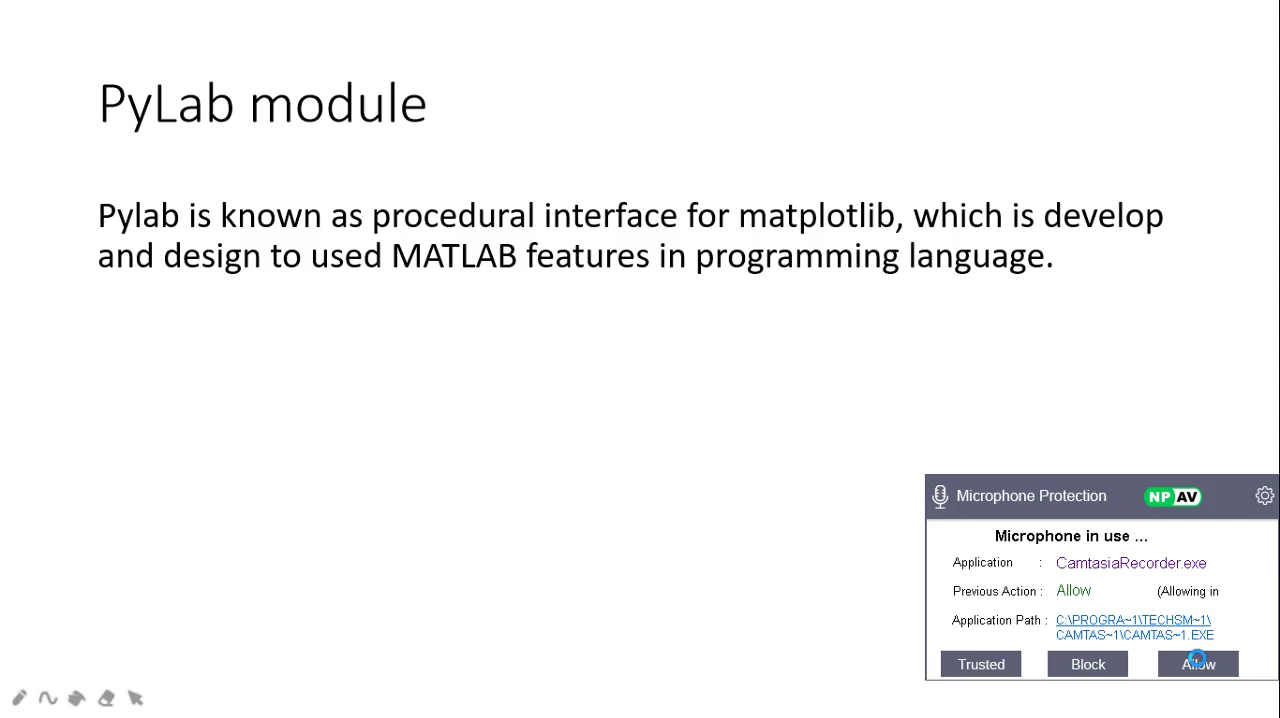 PyLab module
Pylab is known as procedural interface for matplotlib, which is develop
and design to used MATLAB features in programming language.
Microphone Protection NPAV
Microphone in use ...
Application : CamtasiaRecorder.exe
Previous Action : Allow (Allowing in
Application Path : C:\PROGRA~1\TECHSM~1\
CAMTAS~1\CAMTAS~1.EXE
Trusted Block Allow